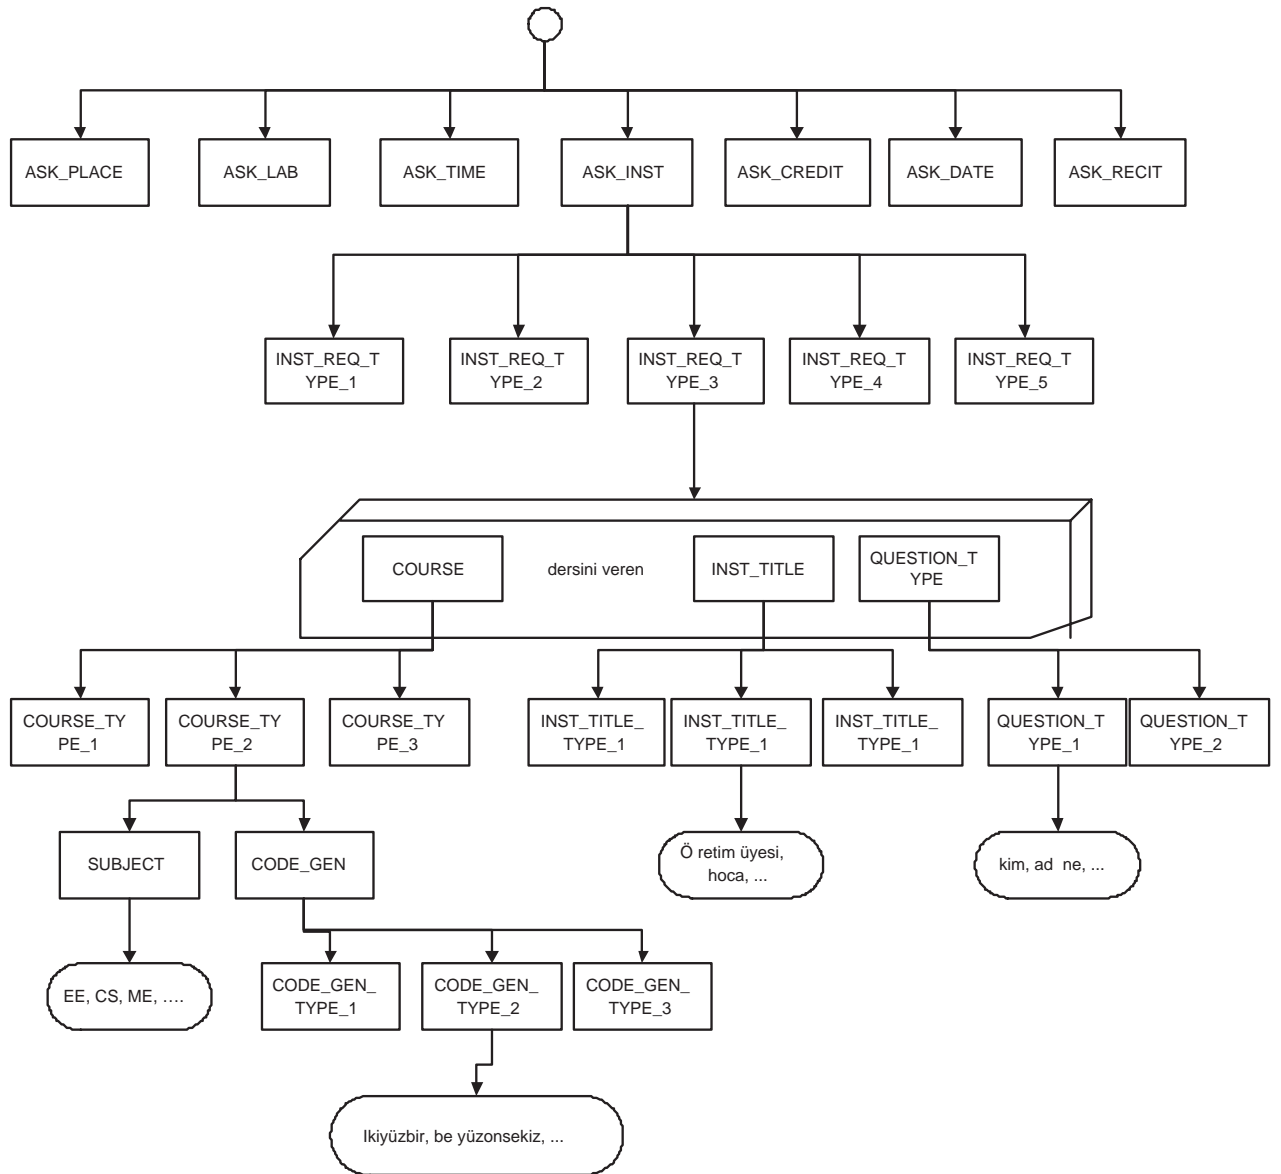 ASK_PLACE
ASK_LAB
ASK_TIME
ASK_INST
ASK_CREDIT
ASK_DATE
ASK_RECIT
INST_REQ_T
YPE_1
INST_REQ_T
YPE_2
INST_REQ_T
YPE_3
INST_REQ_T
YPE_4
INST_REQ_T
YPE_5
COURSE
dersini veren
INST_TITLE
QUESTION_T
YPE
COURSE_TY
PE_1
COURSE_TY
PE_2
COURSE_TY
PE_3
INST_TITLE_
TYPE_1
INST_TITLE_
TYPE_1
INST_TITLE_
TYPE_1
QUESTION_T
YPE_1
QUESTION_T
YPE_2
SUBJECT
CODE_GEN
Ö retim üyesi,
hoca, ...
kim, ad ne, ...
EE, CS, ME, ....
CODE_GEN_
TYPE_1
CODE_GEN_
TYPE_2
CODE_GEN_
TYPE_3
Ikiyüzbir, be yüzonsekiz, ...